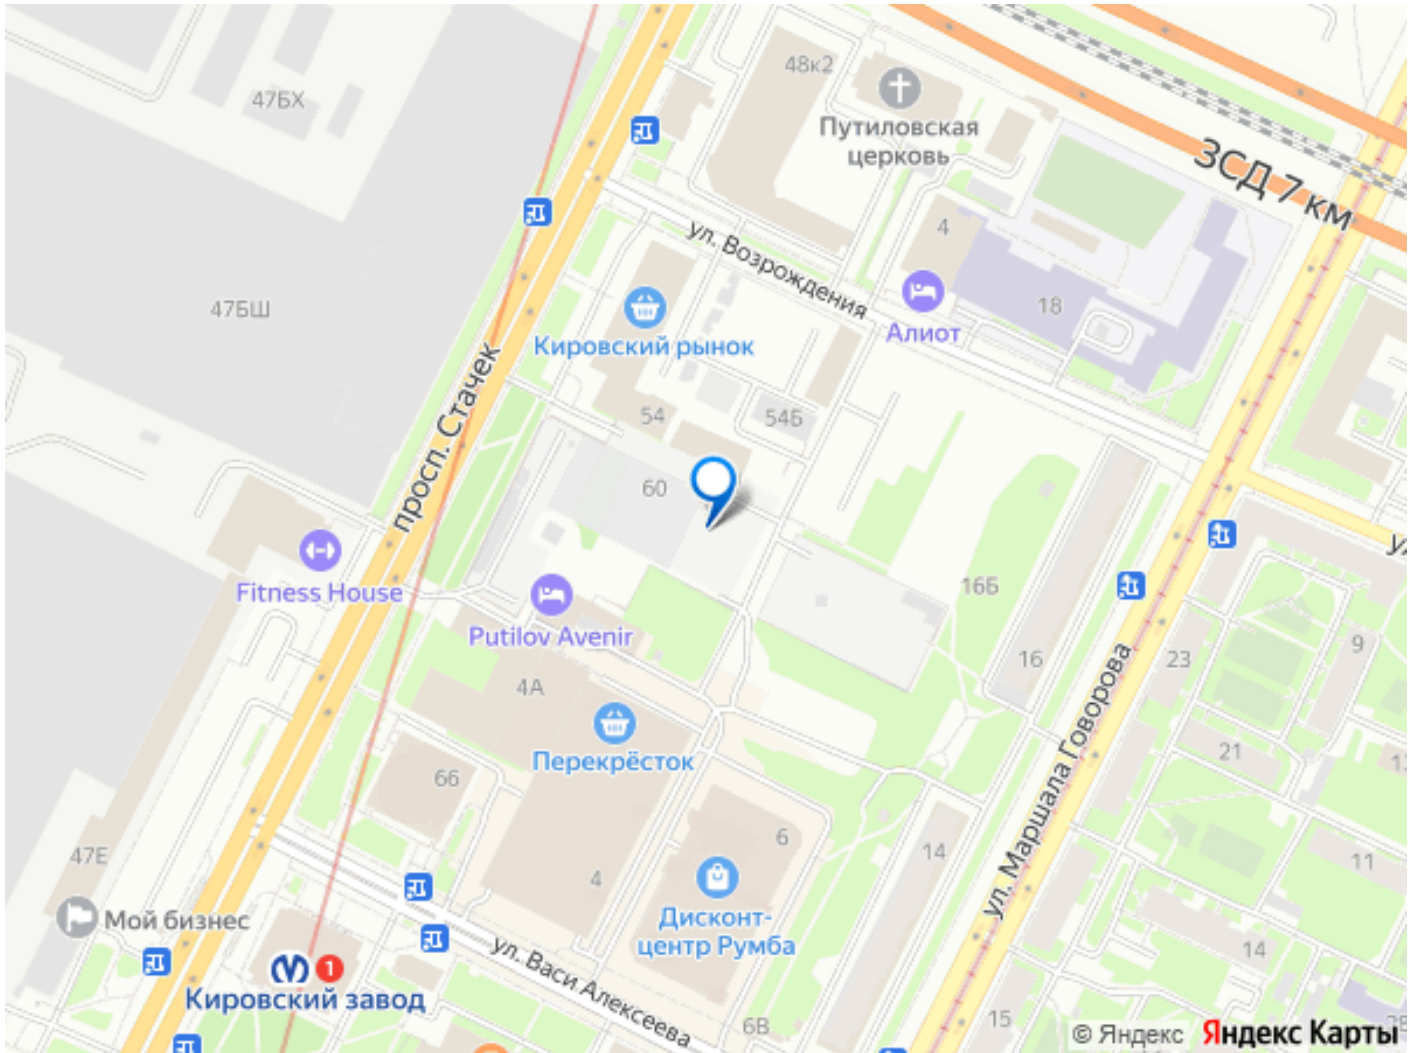 48к2
47БХ
Путиловская
церковь
ЗСД 7 км
4
ул. Возрождения
18
47БШ
Алиот
Кировский рынок
просп. Стачек
54
54Б
60
Fitness House
16Б
Putilov Avenir
9
16
23
4А
ул. Маршала Говорова
21
Перекрёсток
66
6
14
47Е
11
4
Мой бизнес
Дисконт-
центр Румба
14
ул. Васи Алексеева
1
Кировский завод
6В
15
© Яндекс
Яндекс Карты